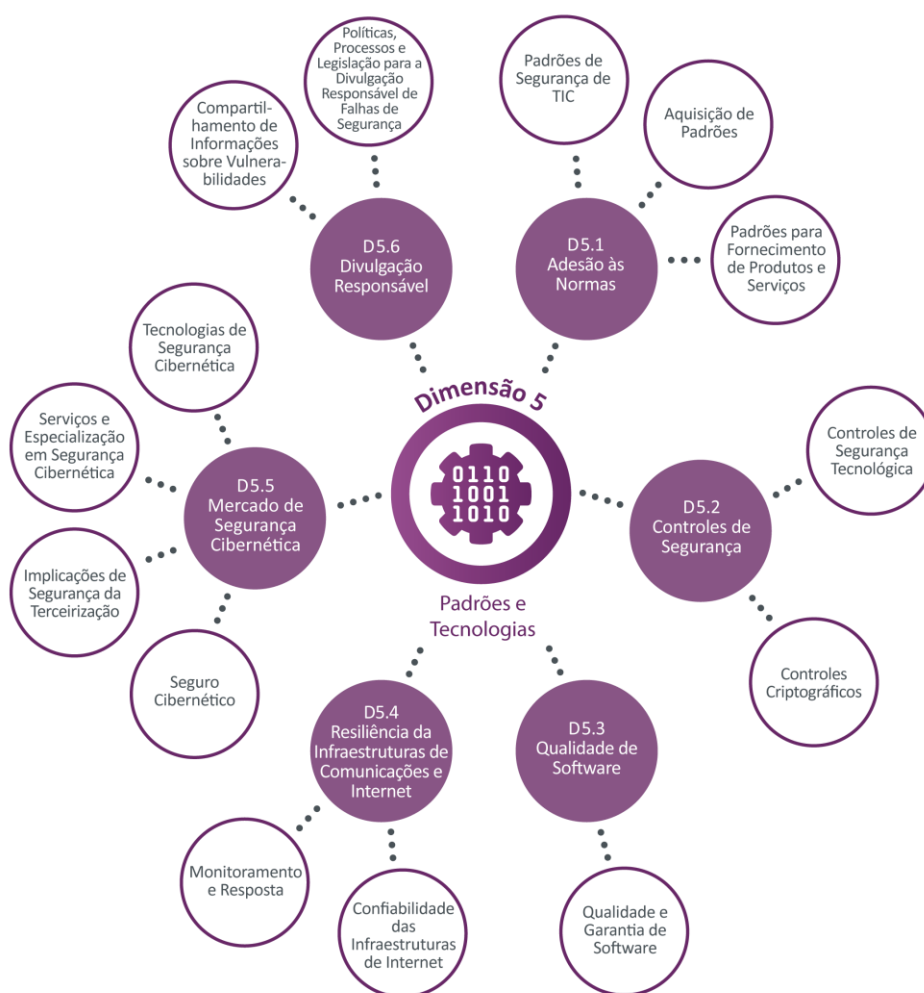 Políticas,
Processos e
Legislação para a
Divulgação
Responsável de
Falhas de
Segurança
Compartil-
hamento de
Informações
sobre Vulnera-
bilidades
D5.6
Divulgação
Responsável
Padrões de
Segurança de
TIC
Aquisição de
Padrões
Padrões para
Fornecimento
de Produtos e
Serviços
D5.1
Adesão às
Normas
Tecnologias de
Segurança
Cibernética
Serviços e
Especialização
em Segurança
Cibernética
Implicações de
Segurança da
Terceirização
Seguro
Cibernético
D5.5
Mercado de
Segurança
Cibernética
Dimensão 5
0110
1001
1010
Padrões e
Tecnologias
Controles de
Segurança
Tecnológica
D5.2
Controles de
Segurança
Controles
Criptográficos
D5.4
Resiliência da
Infraestruturas de
Comunicações e
Internet
Monitoramento
e Resposta
Confiabilidade
das
Infraestruturas
de Internet
D5.3
Qualidade de
Software
Qualidade e
Garantia de
Software